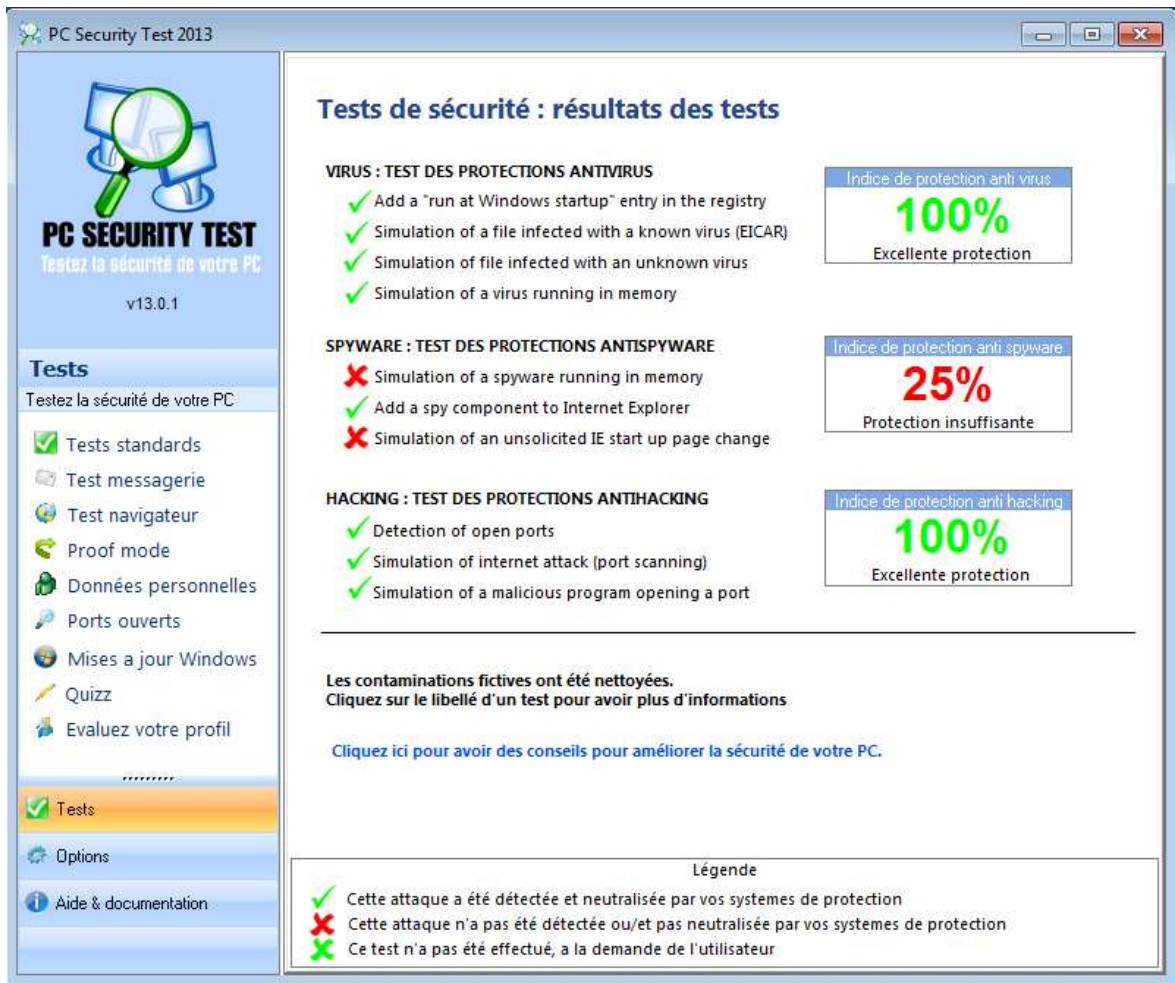 PC Security Test 2013
PC SECURITY TEST
Testez la sécurité de votre PC
v13.0.1
Tests
Testez la sécurité de votre PC
Tests standards
Test messagerie
Test navigateur
Proof mode
Données personnelles
Ports ouverts
Mises a jour Windows
Quizz
Evaluez votre profil
Tests
Options
Aide & documentation
Tests de sécurité : résultats des tests
VIRUS : TEST DES PROTECTIONS ANTIVIRUS
Add a "run at Windows startup" entry in the registry
Simulation of a file infected with a known virus (EICAR)
Simulation of file infected with an unknown virus
Simulation of a virus running in memory
Indice de protection anti virus
100%
Excellente protection
SPYWARE : TEST DES PROTECTIONS ANTISPYWARE
Simulation of a spyware running in memory
Add a spy component to Internet Explorer
Simulation of an unsolicited IE start up page change
Indice de protection anti spyware
25%
Protection insuffisante
HACKING : TEST DES PROTECTIONS ANTIHACKING
Detection of open ports
Simulation of internet attack (port scanning)
Simulation of a malicious program opening a port
Indice de protection anti hacking
100%
Excellente protection
Les contaminations fictives ont été nettoyées.
Cliquez sur le libellé d'un test pour avoir plus d'informations
Cliquez ici pour avoir des conseils pour améliorer la sécurité de votre PC.
Légende
Cette attaque a été détectée et neutralisée par vos systemes de protection
Cette attaque n'a pas été détectée ou/et pas neutralisée par vos systemes de protection
Ce test n'a pas été effectué, a la demande de l'utilisateur